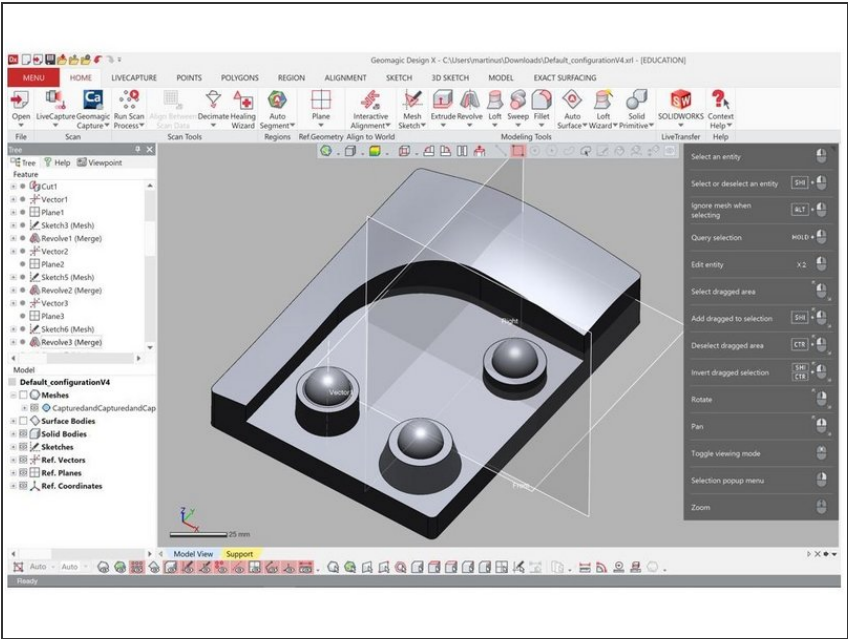 Geomagic Design X - C:\Users\martinus\Downloads\Default_configurationV4.xrl - [EDUCATION]
MENU HOME LIVECAPTURE POINTS POLYGONS REGION ALIGNMENT SKETCH 3D SKETCH MODEL EXACT SURFACING
Open LiveCapture Geomagic Capture Run Scan Process Align Between Scan Data Decimate Healing Wizard Auto Segment Plane Interactive Alignment Mesh Sketch Extrude Revolve Loft Sweep Fillet Auto Surface Loft Wizard Solid Primitive SOLIDWORKS Context Help
File Scan Scan Tools Regions Ref.Geometry Align to World Modeling Tools LiveTransfer Help
Tree
Tree Help Viewpoint
Feature
Cut1
Vector1
Plane1
Sketch3 (Mesh)
Revolve1 (Merge)
Vector2
Plane2
Sketch5 (Mesh)
Revolve2 (Merge)
Vector3
Plane3
Sketch6 (Mesh)
Revolve3 (Merge)
Model
Default_configurationV4
Meshes
CapturedandCapturedandCap
Surface Bodies
Solid Bodies
Sketches
Ref. Vectors
Ref. Planes
Ref. Coordinates
Right
Vector
Front
Z Y
X
25 mm
Select an entity
Select or deselect an entity SHI +
Ignore mesh when selecting ALT +
Query selection HOLD +
Edit entity X 2
Select dragged area
Add dragged to selection SHI +
Deselect dragged area CTR +
Invert dragged selection SHI CTR +
Rotate
Pan
Toggle viewing mode
Selection popup menu
Zoom
Model View Support
Auto Auto
Ready